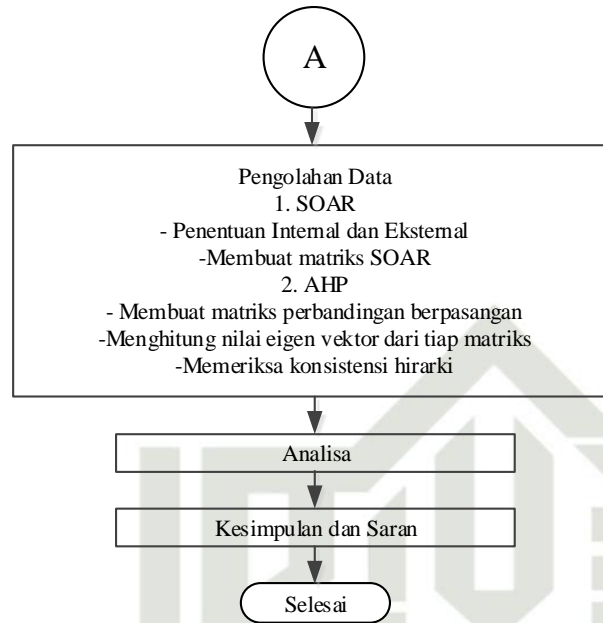 A
Pengolahan Data
1. SOAR
- Penentuan Internal dan Eksternal
-Membuat matriks SOAR
2. AHP
- Membuat matriks perbandingan berpasangan
-Menghitung nilai eigen vektor dari tiap matriks
-Memeriksa konsistensi hirarki
Analisa
Kesimpulan dan Saran
Selesai